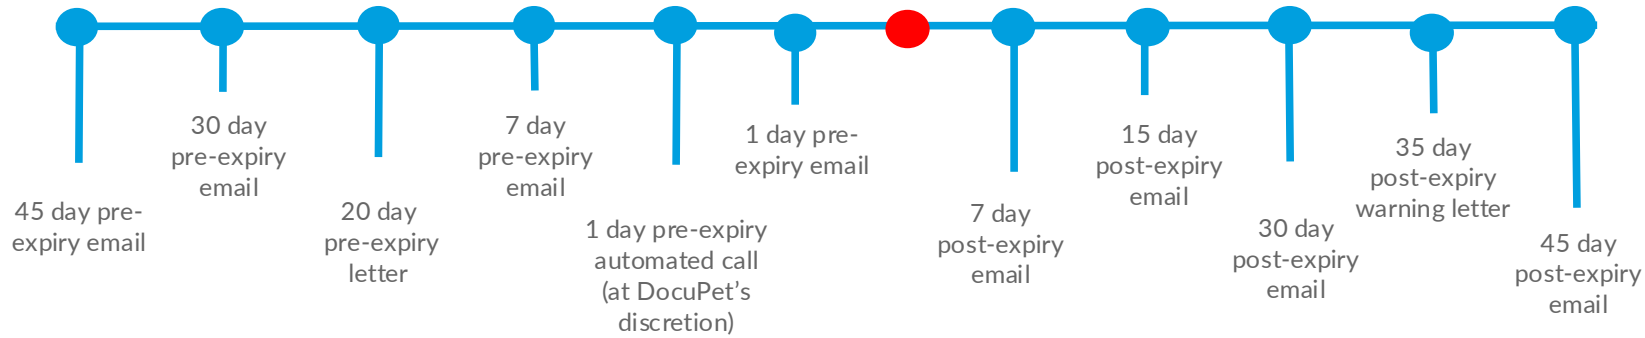 45 day pre-
expiry email
30 day
pre-expiry
email
20 day
pre-expiry
letter
7 day
pre-expiry
email
1 day pre-expiry
automated call
(at DocuPet’s
discretion)
1 day pre-
expiry email
7 day
post-expiry
email
15 day
post-expiry
email
30 day
post-expiry
email
35 day
post-expiry
warning letter
45 day
post-expiry
email